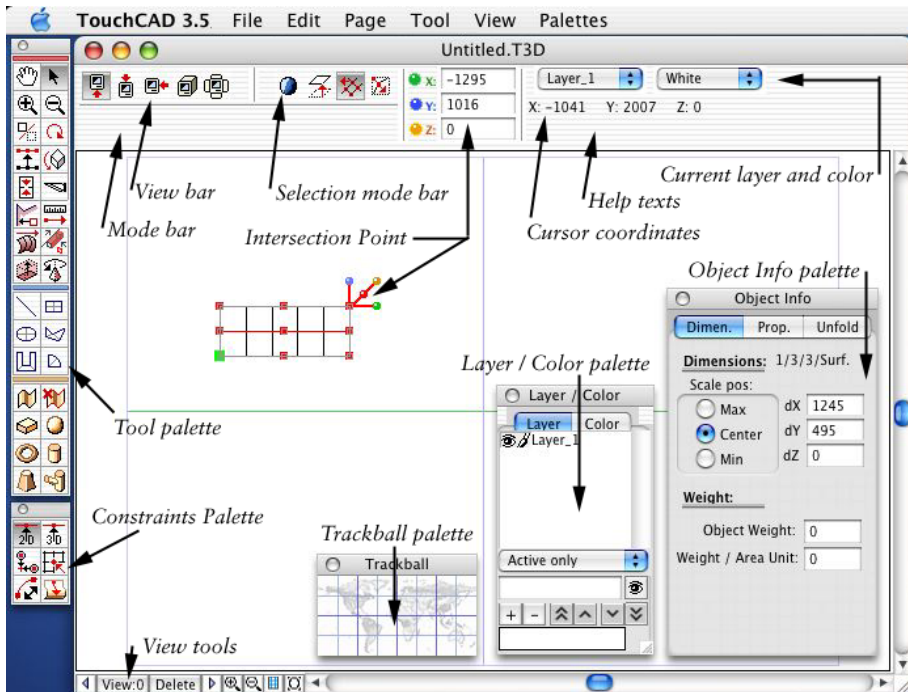 TouchCAD 3.5 File Edit Page Tool View Palettes
Untitled.T3D
X: -1295
Y: 1016
Z: 0
Layer_1 White
X: -1041 Y: 2007 Z: 0
View bar
Mode bar
Selection mode bar
Intersection Point
Current layer and color
Help texts
Cursor coordinates
Object Info palette
Object Info
Dimen. Prop. Unfold
Dimensions: 1/3/3/Surf.
Scale pos:
Max
Center
Min
dX 1245
dY 495
dZ 0
Weight:
Object Weight: 0
Weight / Area Unit: 0
Layer / Color palette
Layer / Color
Layer Color
Layer_1
Active only
+ -
Tool palette
2D 3D
Constraints Palette
Trackball palette
Trackball
View tools
View:0 Delete